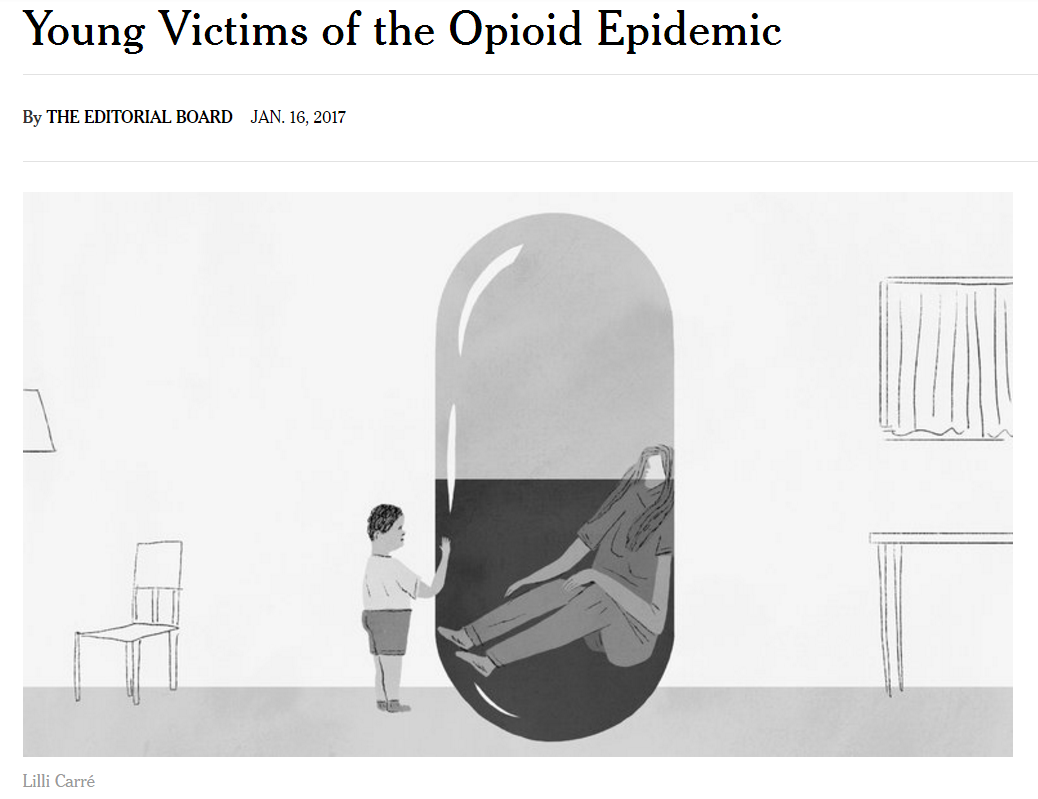 Young Victims of the Opioid Epidemic
By THE EDITORIAL BOARD JAN. 16, 2017
Lilli Carré